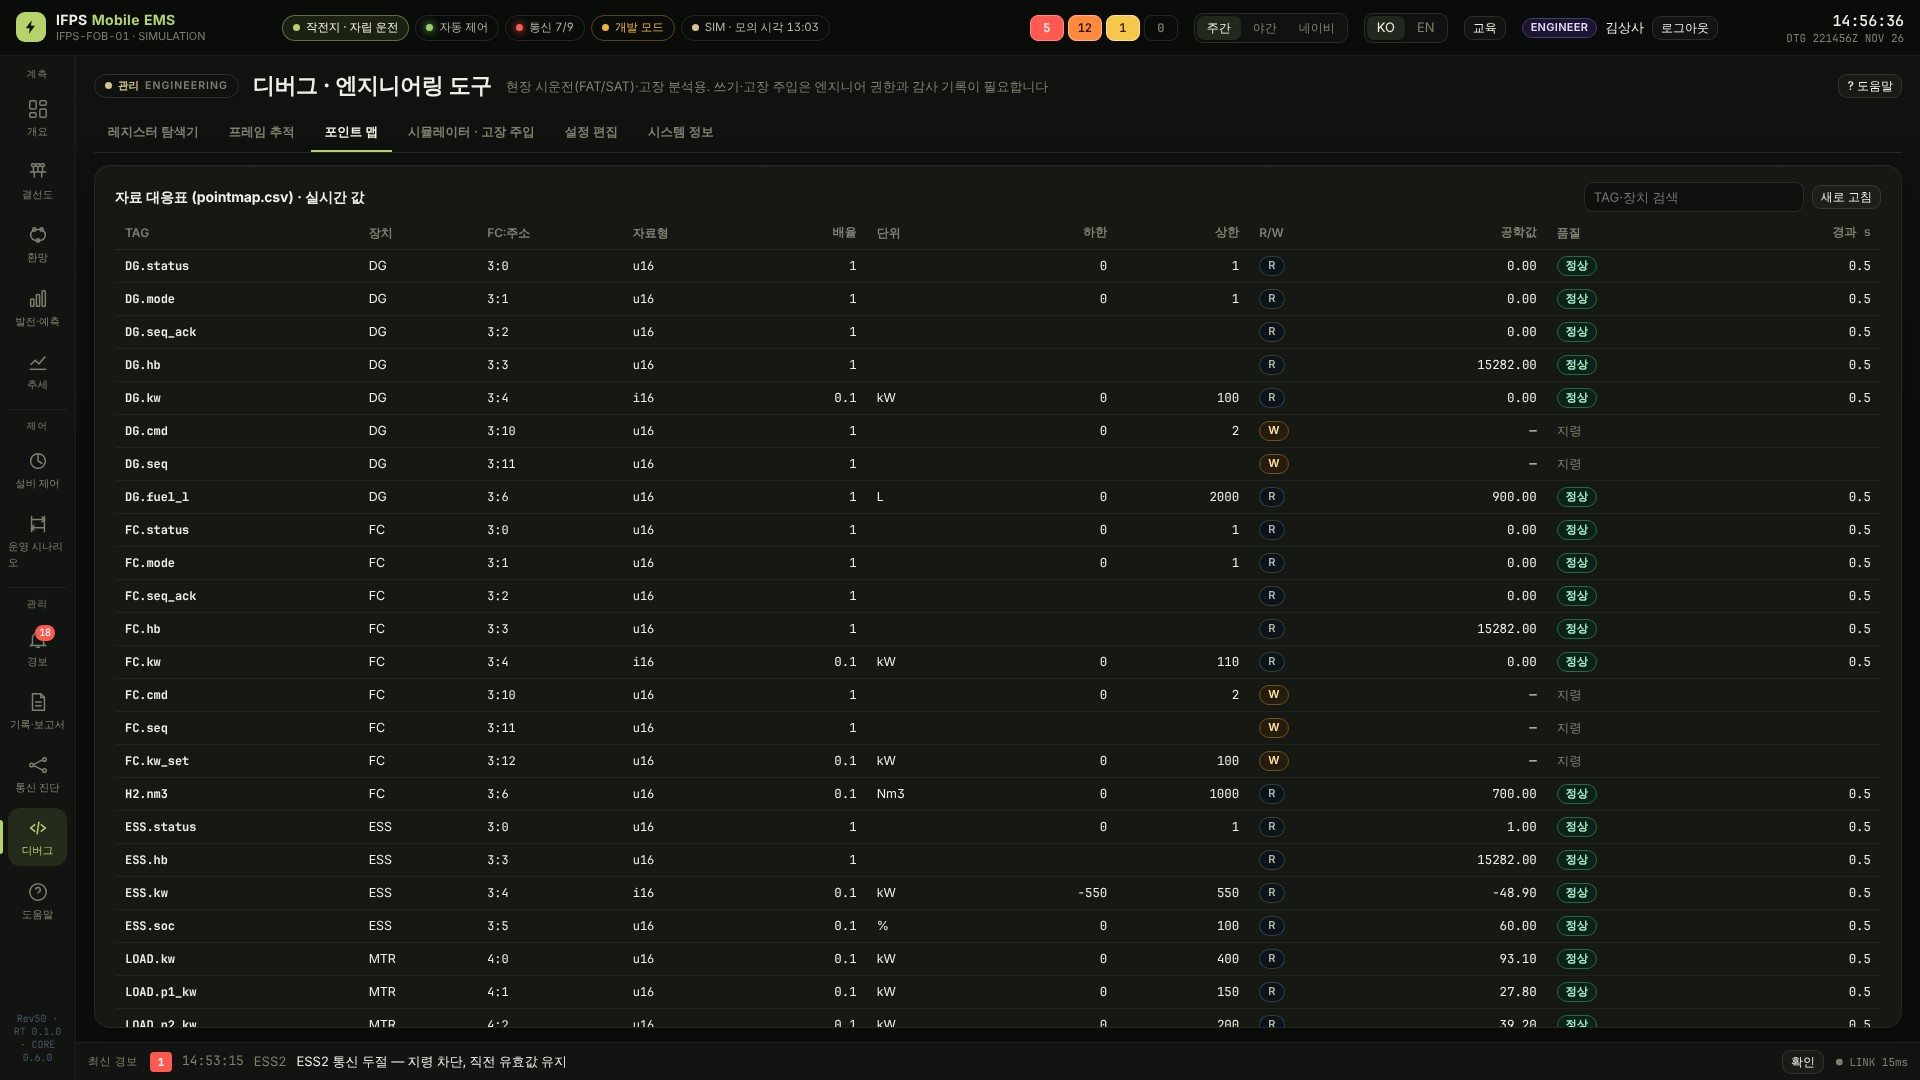 IFPS Mobile EMS
IFPS-FOB-01 · SIMULATION
작전지 · 자립 운전
자동 제어
통신 7/9
개발 모드
SIM · 모의 시각 13:03
5 12 1 0
주간 야간 네이비
KO EN
교육
ENGINEER 김상사 로그아웃
14:56:36
DTG 221456Z NOV 26
계측
개요
결선도
환망
발전·예측
추세
제어
설비 제어
운영 시나리
오
관리
18
경보
기록·보고서
통신 진단
디버그
도움말
Rev50 ·
RT 0.1.0
· CORE
0.6.0
관리 ENGINEERING
디버그 · 엔지니어링 도구
현장 시운전(FAT/SAT)·고장 분석용. 쓰기·고장 주입은 엔지니어 권한과 감사 기록이 필요합니다
? 도움말
레지스터 탐색기 프레임 추적 포인트 맵 시뮬레이터 · 고장 주입 설정 편집 시스템 정보
자료 대응표 (pointmap.csv) · 실시간 값
TAG·장치 검색
새로 고침
TAG 장치 FC:주소 자료형 배율 단위 하한 상한 R/W 공학값 품질 경과 s
DG.status DG 3:0 u16 1 0 1 R 0.00 정상 0.5
DG.mode DG 3:1 u16 1 0 1 R 0.00 정상 0.5
DG.seq_ack DG 3:2 u16 1 R 0.00 정상 0.5
DG.hb DG 3:3 u16 1 R 15282.00 정상 0.5
DG.kw DG 3:4 i16 0.1 kW 0 100 R 0.00 정상 0.5
DG.cmd DG 3:10 u16 1 0 2 W — 지령
DG.seq DG 3:11 u16 1 W — 지령
DG.fuel_l DG 3:6 u16 1 L 0 2000 R 900.00 정상 0.5
FC.status FC 3:0 u16 1 0 1 R 0.00 정상 0.5
FC.mode FC 3:1 u16 1 0 1 R 0.00 정상 0.5
FC.seq_ack FC 3:2 u16 1 R 0.00 정상 0.5
FC.hb FC 3:3 u16 1 R 15282.00 정상 0.5
FC.kw FC 3:4 i16 0.1 kW 0 110 R 0.00 정상 0.5
FC.cmd FC 3:10 u16 1 0 2 W — 지령
FC.seq FC 3:11 u16 1 W — 지령
FC.kw_set FC 3:12 u16 0.1 kW 0 100 W — 지령
H2.nm3 FC 3:6 u16 0.1 Nm3 0 1000 R 700.00 정상 0.5
ESS.status ESS 3:0 u16 1 0 1 R 1.00 정상 0.5
ESS.hb ESS 3:3 u16 1 R 15282.00 정상 0.5
ESS.kw ESS 3:4 i16 0.1 kW -550 550 R -48.90 정상 0.5
ESS.soc ESS 3:5 u16 0.1 % 0 100 R 60.00 정상 0.5
LOAD.kw MTR 4:0 u16 0.1 kW 0 400 R 93.10 정상 0.5
LOAD.p1_kw MTR 4:1 u16 0.1 kW 0 150 R 27.80 정상 0.5
LOAD.p2_kw MTR 4:2 u16 0.1 kW 0 200 R 39.20 정상 0.5
최신 경보 1 14:53:15 ESS2 ESS2 통신 두절 — 지령 차단, 직전 유효값 유지
확인
LINK 15ms